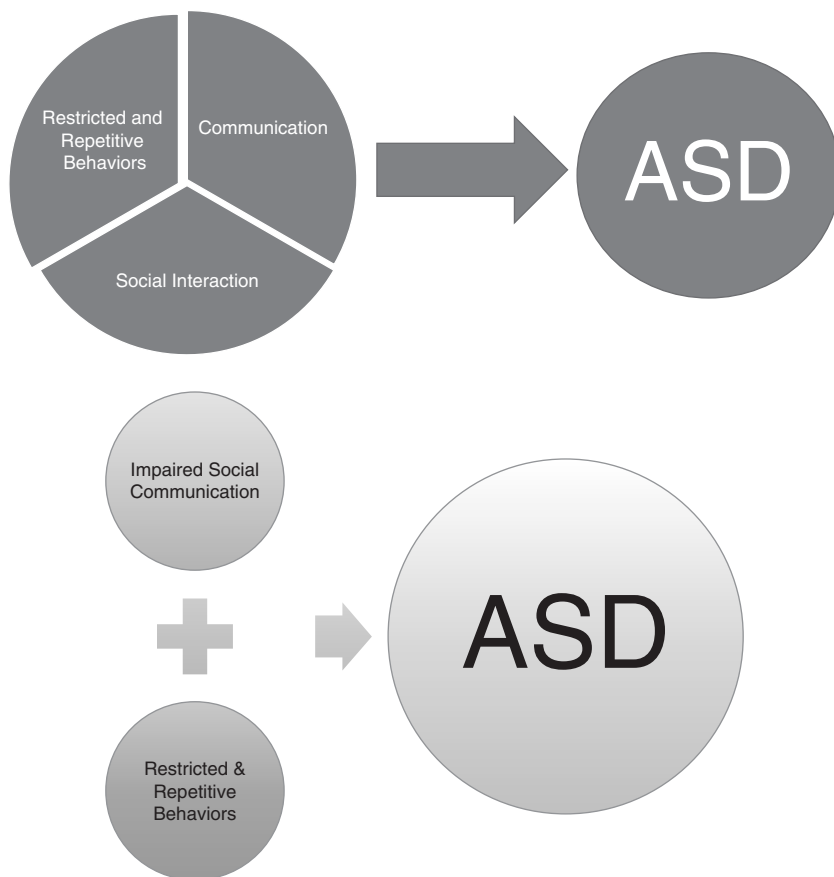 Restricted and
Repetitive
Behaviors
Communication
Social Interaction
ASD
Impaired Social
Communication
Restricted &
Repetitive
Behaviors
ASD